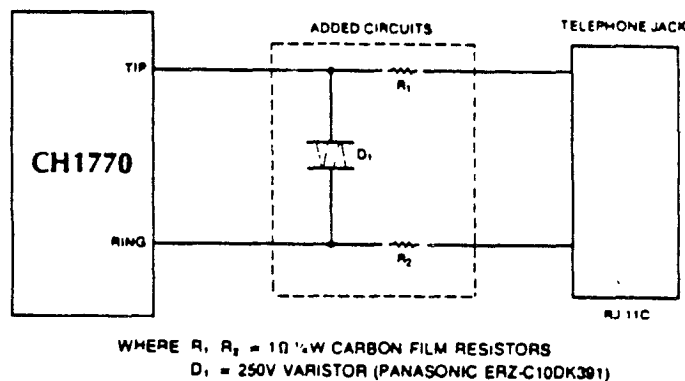 ADDED CIRCUITS
TELEPHONE JACK
TIP
R1
CH1770
D1
RING
R2
RJ 11C
WHERE R1 R2 = 1Ω ¼W CARBON FILM RESISTORS
D1 = 250V VARISTOR (PANASONIC ERZ-C10DK391)